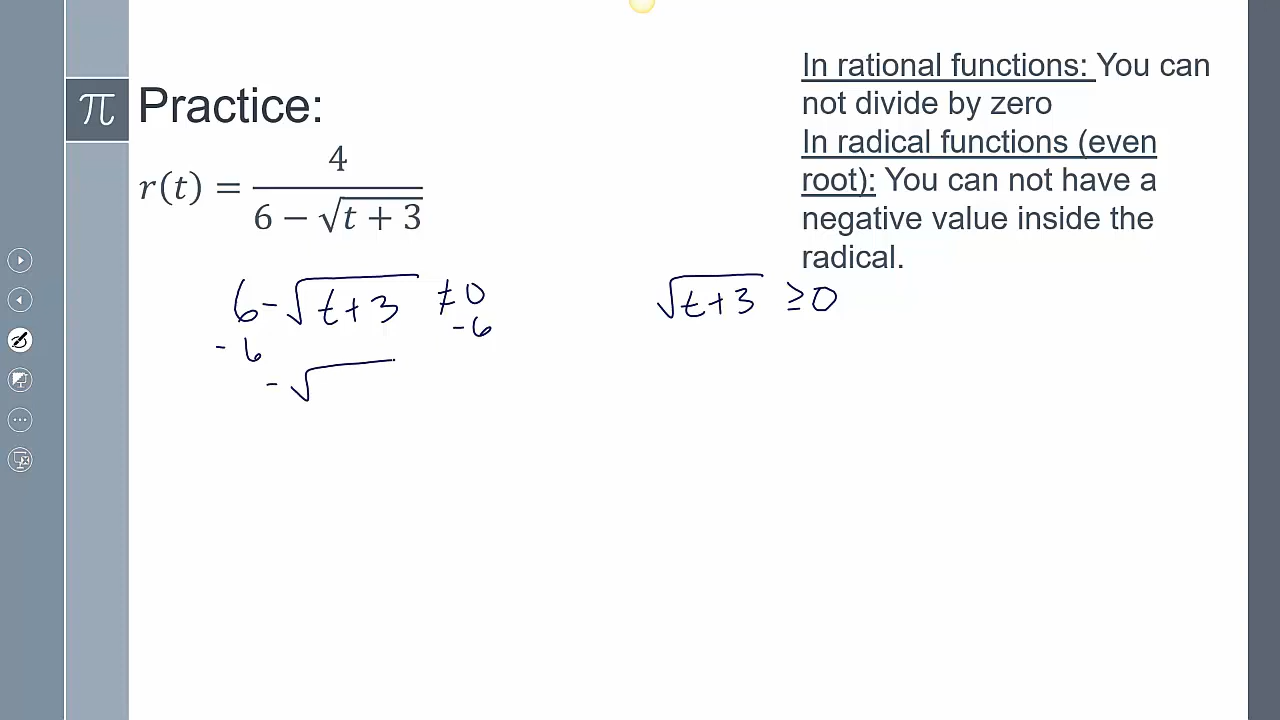 In rational functions: You can
not divide by zero
In radical functions (even
root): You can not have a
negative value inside the
radical.
π Practice:
r(t) = 4 / (6 − √(t + 3))
6 - √(t+3) ≠ 0
- 6 - 6
- √
√(t+3) ≥ 0